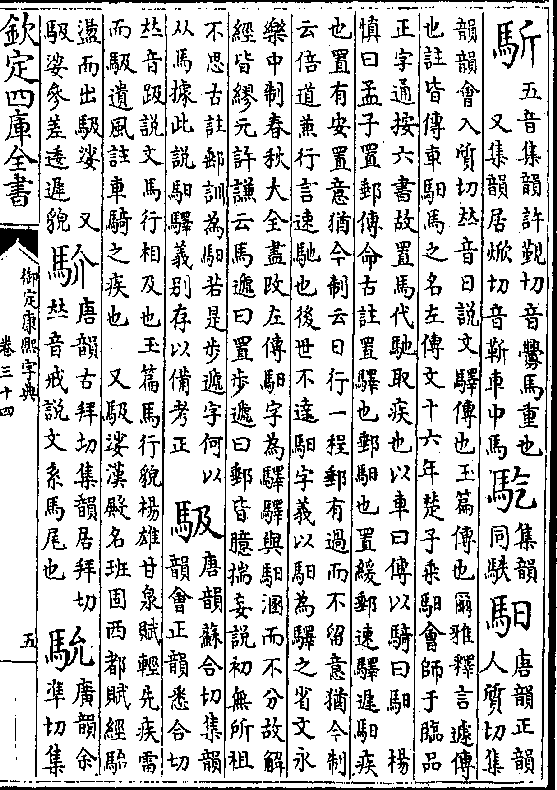 馸五音集韻許覲切音釁馬重也
又集韻居焮切音靳車中馬
䭿集韻同駃
馹唐韻正韻人質切集
韻韻會入質切𠀤音日說文驛傳也玉篇傳也爾雅釋言遽傳
也註皆傳車馹馬之名左傳文十六年楚子乘馹會師于臨品
正字通按六書故置馬代馳取疾也以車曰傳以騎曰馹 楊
慎曰孟子置郵傳命古註置驛也郵馹也置緩郵速驛遲馹疾
也置有安置意猶今制云日行一程郵有過而不留意猶今制
云倍道兼行言速馳也後世不達馹字義以馹為驛之省文永
樂中制春秋大全盡改左傳馹字為驛驛與馹溷而不分故解
經皆繆元許謙云馬遞曰置步遞曰郵皆臆揣妄說初無所祖
不思古註郵訓為馹若是步遞字何以
从馬據此說馹驛義别存以備考正
馺唐韻蘇合切集韻
韻會正韻悉合切
𠀤音趿說文馬行相及也玉篇馬行貌楊雄甘泉賦輕先疾雷
而馺遺風註車騎之疾也 又馺娑漢殿名班固西都賦經駘
盪而出馺娑 又
馺娑參差透遲貌
馻唐韻古拜切集韻居拜切
𠀤音戒說文系馬尾也
馻廣韻余
準切集
欽定四庫全書
御定康熙字典
卷三十四
五